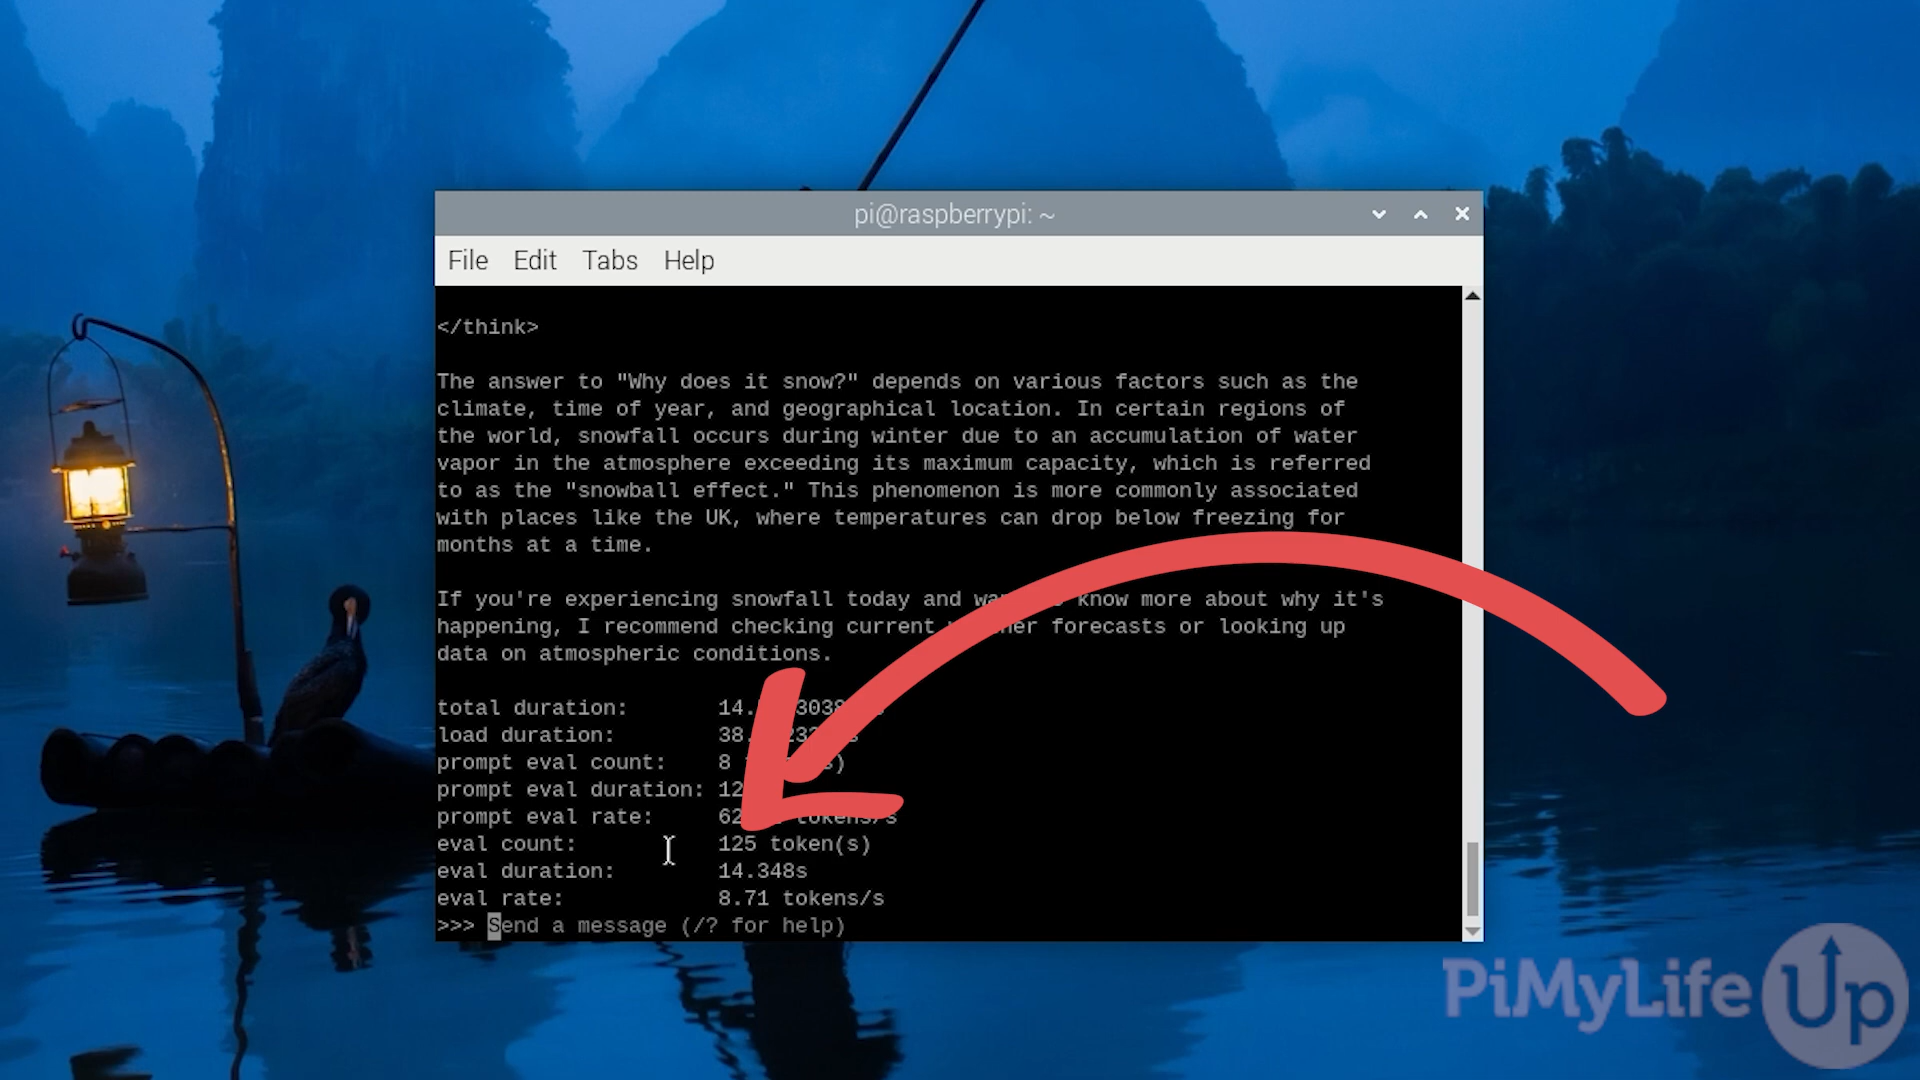 pi@raspberrypi: ~
File Edit Tabs Help
</think>
The answer to "Why does it snow?" depends on various factors such as the
climate, time of year, and geographical location. In certain regions of
the world, snowfall occurs during winter due to an accumulation of water
vapor in the atmosphere exceeding its maximum capacity, which is referred
to as the "snowball effect." This phenomenon is more commonly associated
with places like the UK, where temperatures can drop below freezing for
months at a time.
If you're experiencing snowfall today and know more about why it's
happening, I recommend checking current forecasts or looking up
data on atmospheric conditions.
total duration:
load duration:
prompt eval count: 8
prompt eval duration:
prompt eval rate: tokens/s
eval count: 125 token(s)
eval duration: 14.348s
eval rate: 8.71 tokens/s
>>> Send a message (/? for help)
PiMyLifeUp